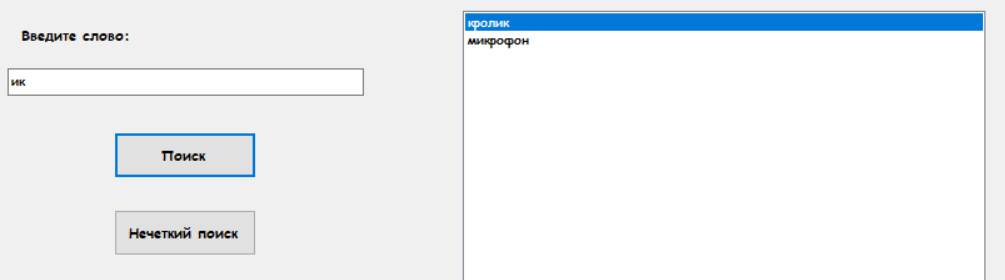 Введите слово:
ик
Поиск
Нечеткий поиск
кролик
микрофон